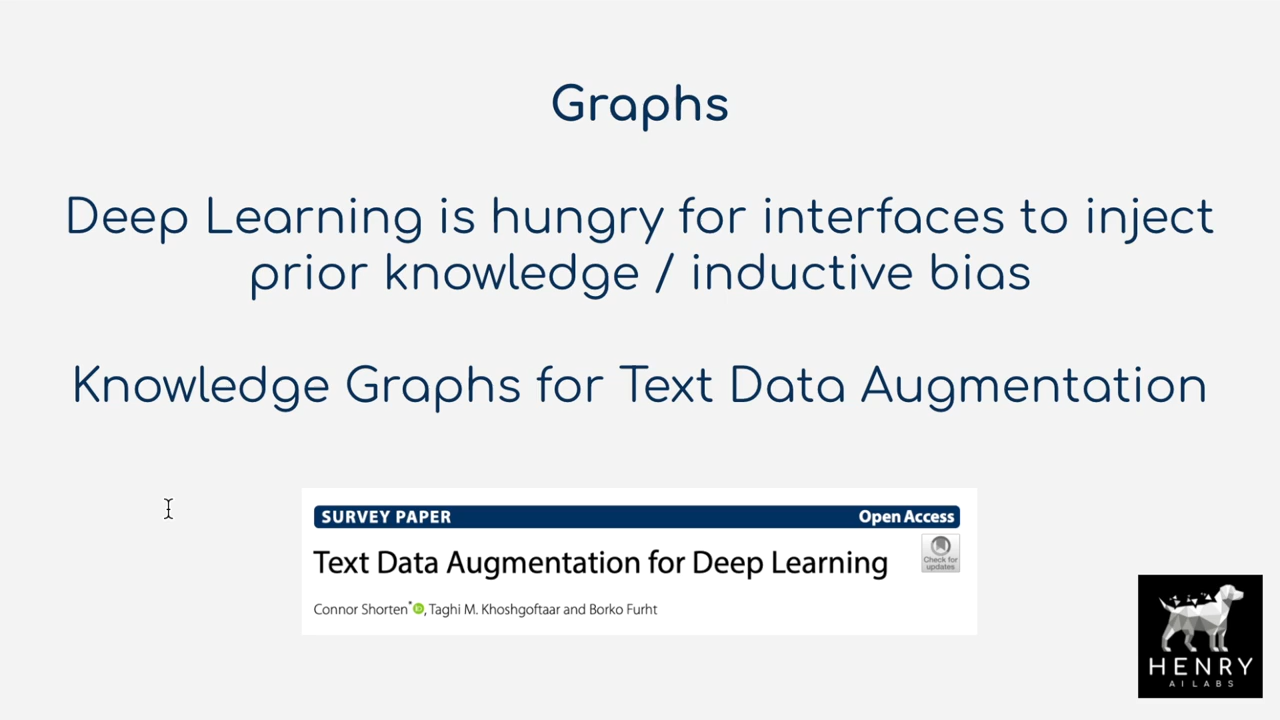 Graphs
Deep Learning is hungry for interfaces to inject
prior knowledge / inductive bias
Knowledge Graphs for Text Data Augmentation
SURVEY PAPER Open Access
Text Data Augmentation for Deep Learning
Check for
updates
Connor Shorten*, Taghi M. Khoshgoftaar and Borko Furht
HENRY
AI LABS